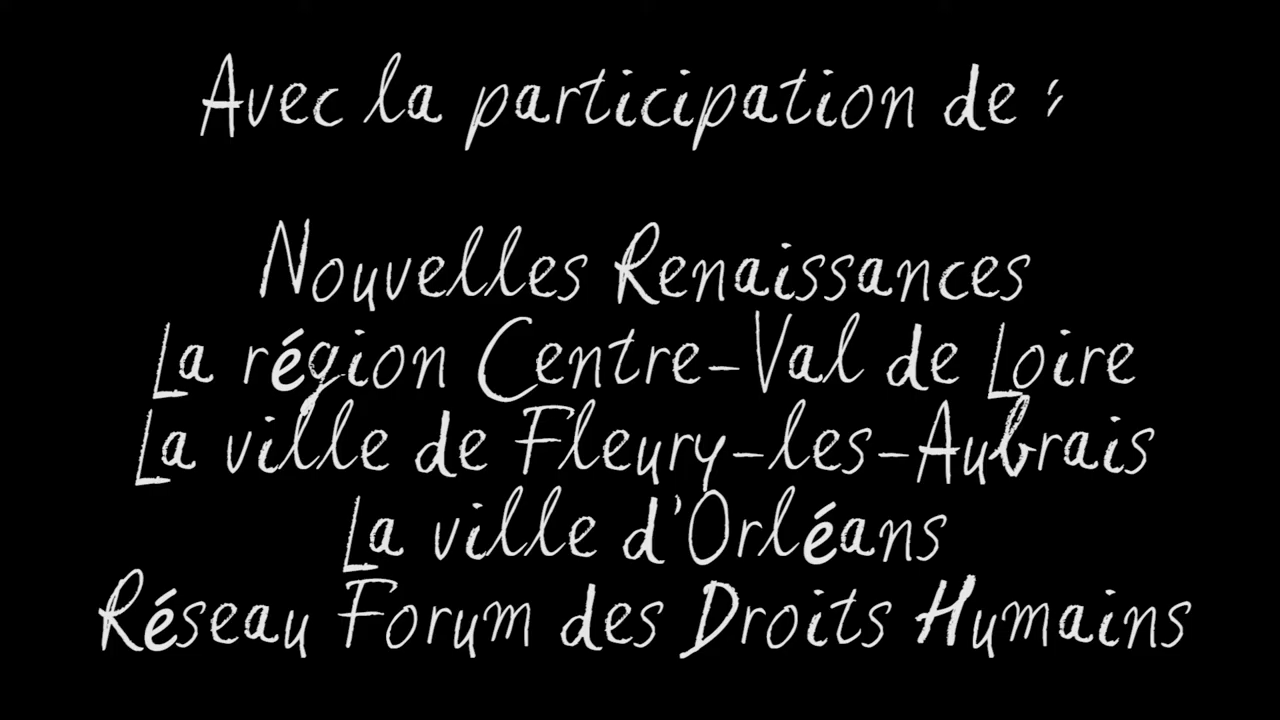 Avec la participation de :
Nouvelles Renaissances
La région Centre-Val de Loire
La ville de Fleury-les-Aubrais
La ville d'Orléans
Réseau Forum des Droits Humains